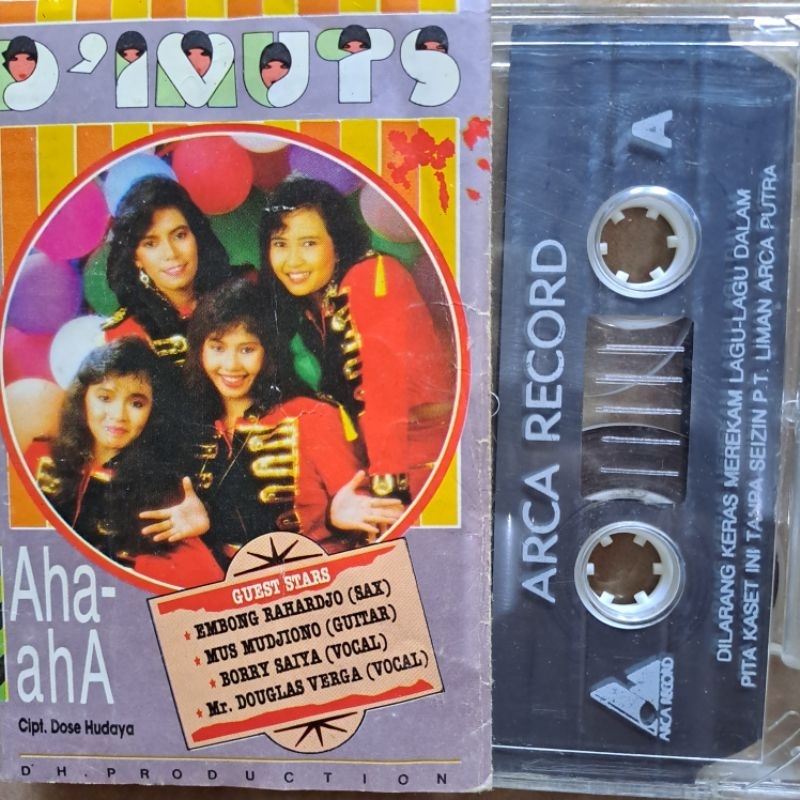 D'IMUTS
Aha-
ahA
Cipt. Dose Hudaya
GUEST STARS
EMBONG RAHARDJO (SAX)
MUS MUDJIONO (GUITAR)
BORRY SAIYA (VOCAL)
Mr. DOUGLAS VERGA (VOCAL)
D'H. PRODUCTION
A
ARCA RECORD
DILARANG KERAS MEREKAM LAGU-LAGU DALAM
PITA KASET INI TANPA SEIZIN P.T. LIMAN ARCA PUTRA
ARCA RECORD